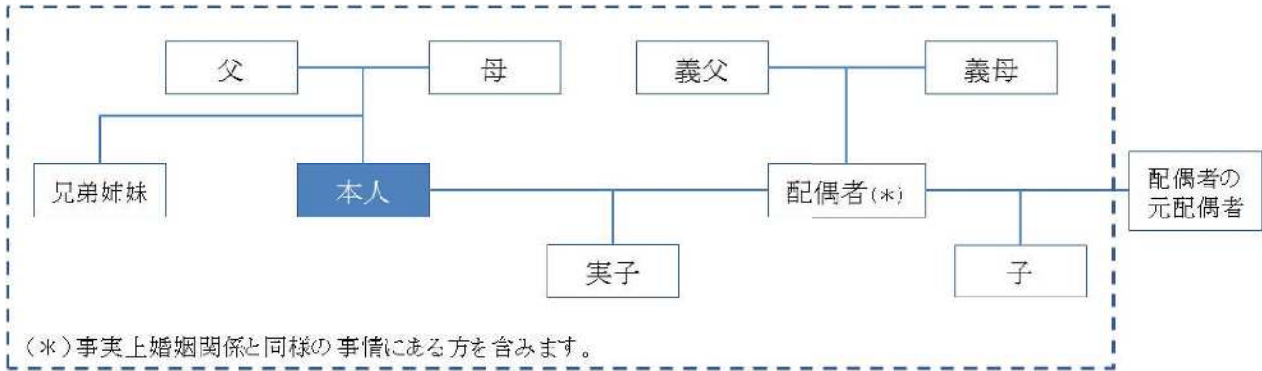 父
母
義父
義母
兄弟姉妹
本人
配偶者(*)
配偶者の
元配偶者
実子
子
(*)事実上婚姻関係と同様の事情にある方を含みます。